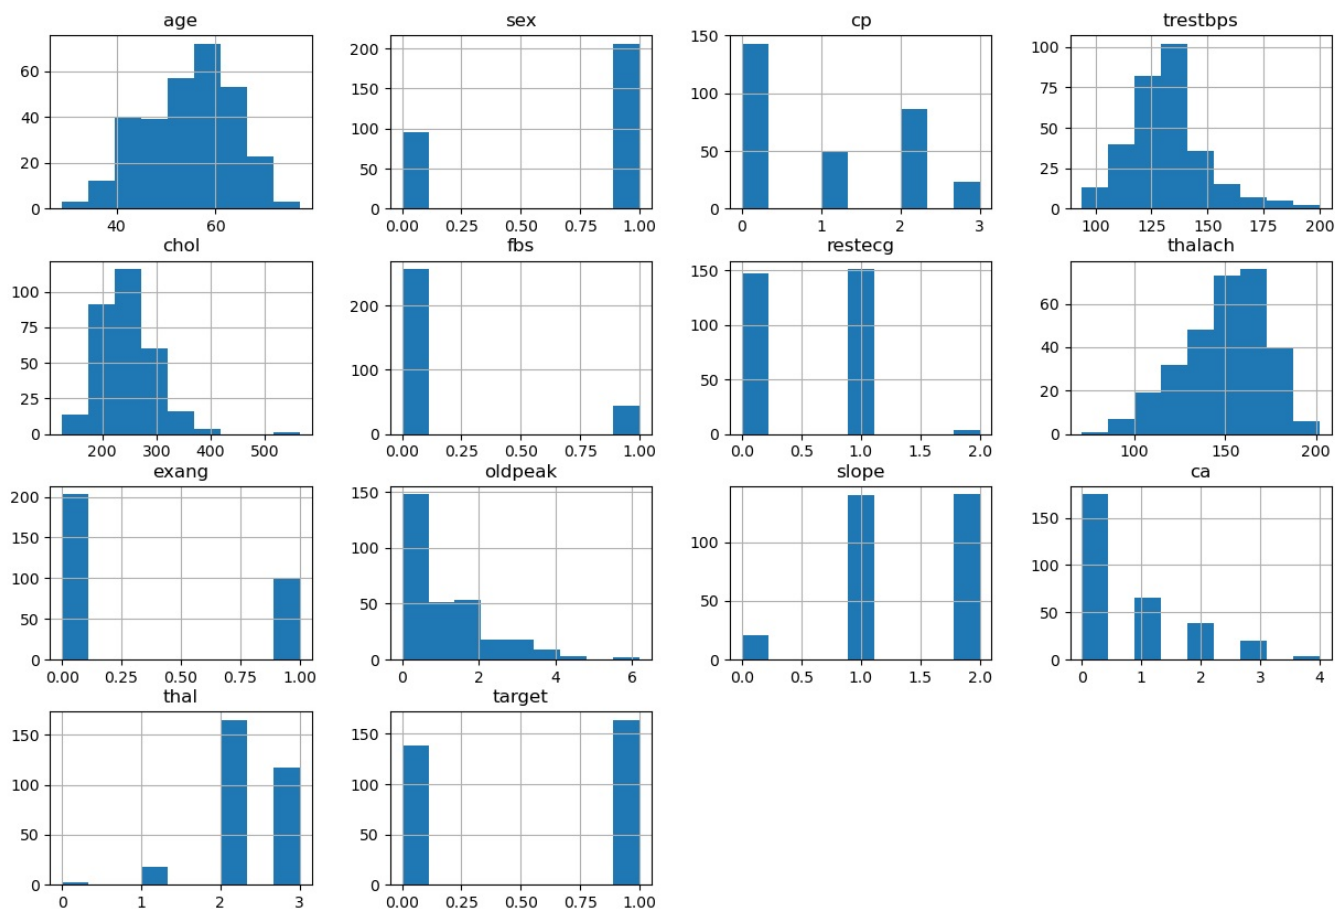 age sex cp trestbps
60 40 20 0
40 60
200 150 100 50 0
0.00 0.25 0.50 0.75 1.00
150 100 50 0
0 1 2 3
100 75 50 25 0
100 125 150 175 200
chol fbs restecg thalach
100 75 50 25 0
200 300 400 500
200 100 0
0.00 0.25 0.50 0.75 1.00
150 100 50 0
0.0 0.5 1.0 1.5 2.0
60 40 20 0
100 150 200
exang oldpeak slope ca
200 150 100 50 0
0.00 0.25 0.50 0.75 1.00
150 100 50 0
0 2 4 6
100 50 0
0.0 0.5 1.0 1.5 2.0
150 100 50 0
0 1 2 3 4
thal target
150 100 50 0
0 1 2 3
150 100 50 0
0.00 0.25 0.50 0.75 1.00